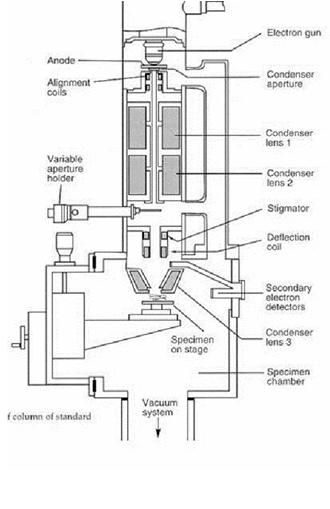 Electron gun
Anode
Condenser
aperture
Alignment
coils
Condenser
lens 1
Condenser
lens 2
Variable
aperture
holder
Stigmator
Deflection
coil
Secondary
electron
detectors
Condenser
lens 3
Specimen
on stage
Specimen
chamber
Vacuum
system
f column of standard